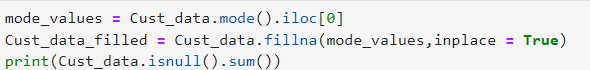 mode_values = Cust_data.mode().iloc[0]
Cust_data_filled = Cust_data.fillna(mode_values,inplace = True)
print(Cust_data.isnull().sum())